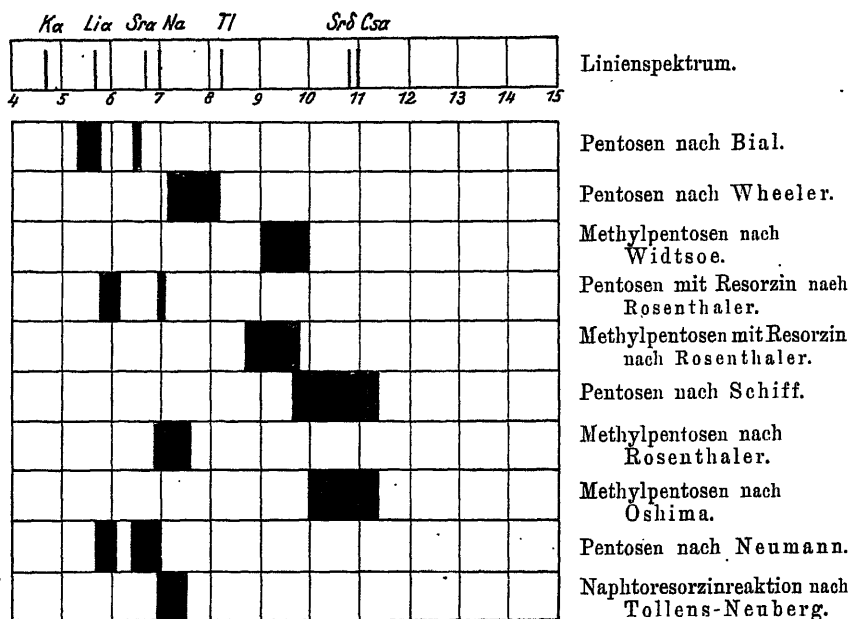 Kα Liα Srα Na Tl Srδ Csα
Linienspektrum.
4 5 6 7 8 9 10 11 12 13 14 15
Pentosen nach Bial.
Pentosen nach Wheeler.
Methylpentosen nach
Widtsoe.
Pentosen mit Resorzin nach
Rosenthaler.
Methylpentosen mit Resorzin
nach Rosenthaler.
Pentosen nach Schiff.
Methylpentosen nach
Rosenthaler.
Methylpentosen nach
Oshima.
Pentosen nach Neumann.
Naphtoresorzinreaktion nach
Tollens-Neuberg.